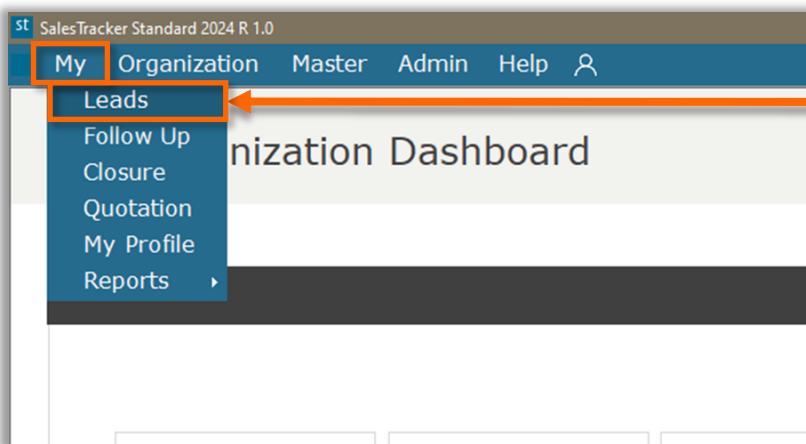 st SalesTracker Standard 2024 R 1.0
My Organization Master Admin Help
Leads
Follow Up
nization Dashboard
Closure
Quotation
My Profile
Reports